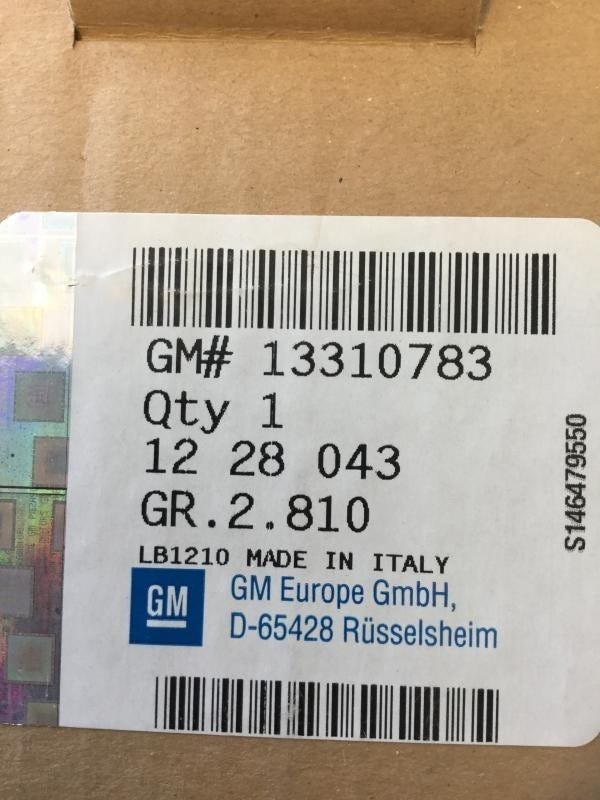 GM# 13310783
Qty 1
12 28 043
GR.2.810
LB1210 MADE IN ITALY
GM
GM Europe GmbH,
D-65428 Rüsselsheim
S146479550